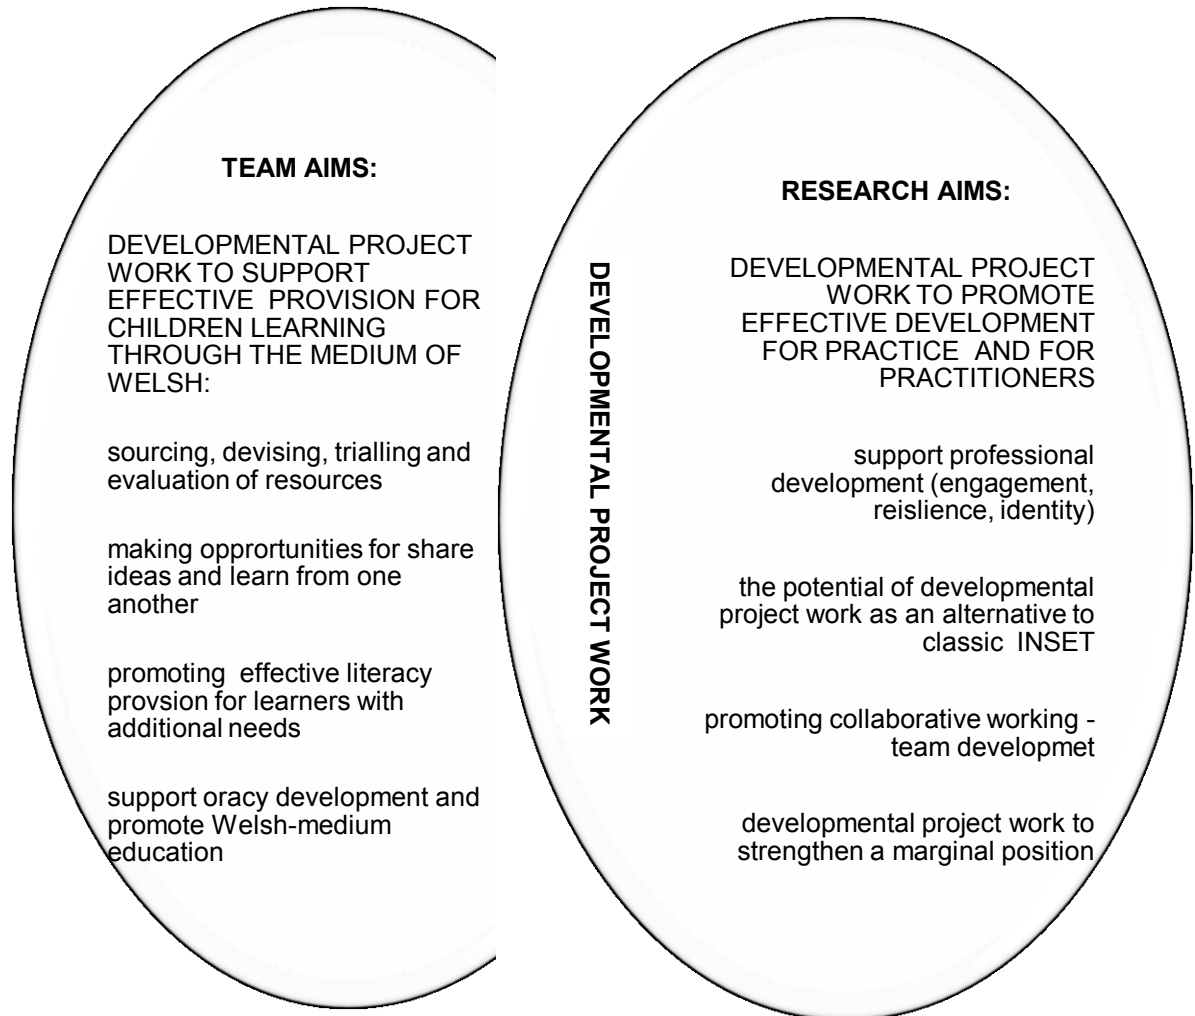 TEAM AIMS:
DEVELOPMENTAL PROJECT
WORK TO SUPPORT
EFFECTIVE PROVISION FOR
CHILDREN LEARNING
THROUGH THE MEDIUM OF
WELSH:
sourcing, devising, trialling and
evaluation of resources
making opprortunities for share
ideas and learn from one
another
promoting effective literacy
provsion for learners with
additional needs
support oracy development and
promote Welsh-medium
education
DEVELOPMENTAL PROJECT WORK
RESEARCH AIMS:
DEVELOPMENTAL PROJECT
WORK TO PROMOTE
EFFECTIVE DEVELOPMENT
FOR PRACTICE AND FOR
PRACTITIONERS
support professional
development (engagement,
reislience, identity)
the potential of developmental
project work as an alternative to
classic INSET
promoting collaborative working -
team developmet
developmental project work to
strengthen a marginal position